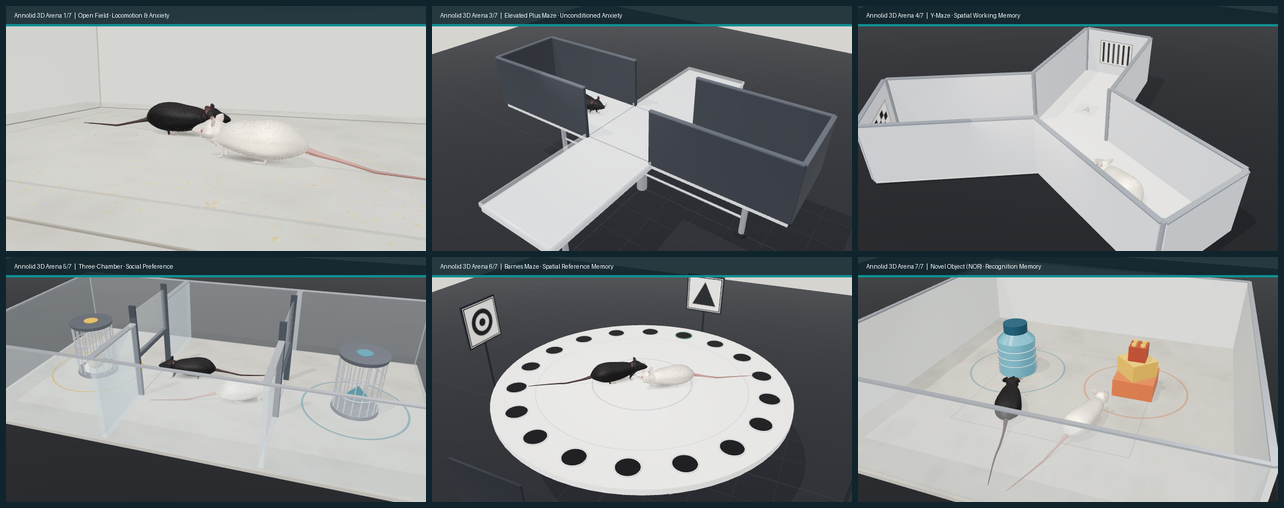 Annolid 3D Arena 1/7 | Open Field · Locomotion & Anxiety
Annolid 3D Arena 3/7 | Elevated Plus Maze · Unconditioned Anxiety
Annolid 3D Arena 4/7 | Y-Maze · Spatial Working Memory
Annolid 3D Arena 5/7 | Three-Chamber · Social Preference
Annolid 3D Arena 6/7 | Barnes Maze · Spatial Reference Memory
Annolid 3D Arena 7/7 | Novel Object (NOR) · Recognition Memory